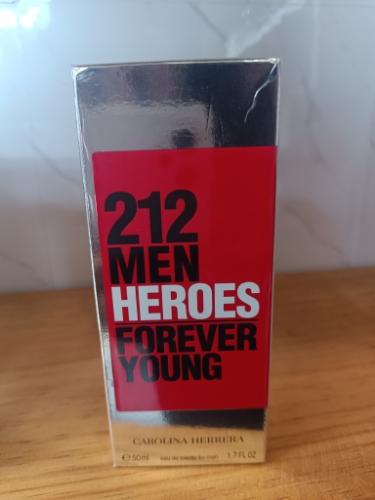 212
MEN
HEROES
FOREVER
YOUNG
CAROLINA HERRERA
℮50ml eau de toilette for men 1.7 FL OZ